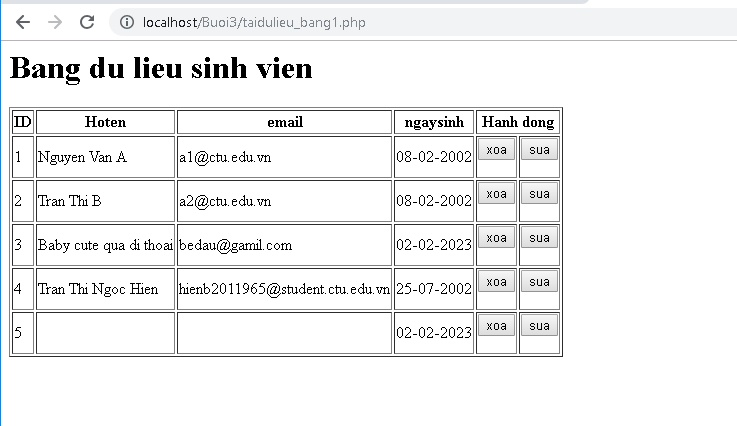 localhost/Buoi3/taidulieu_bang1.php
Bang du lieu sinh vien
ID Hoten email ngaysinh Hanh dong
1 Nguyen Van A a1@ctu.edu.vn 08-02-2002 xoa sua
2 Tran Thi B a2@ctu.edu.vn 08-02-2002 xoa sua
3 Baby cute qua di thoai bedau@gamil.com 02-02-2023 xoa sua
4 Tran Thi Ngoc Hien hienb2011965@student.ctu.edu.vn 25-07-2002 xoa sua
5 02-02-2023 xoa sua